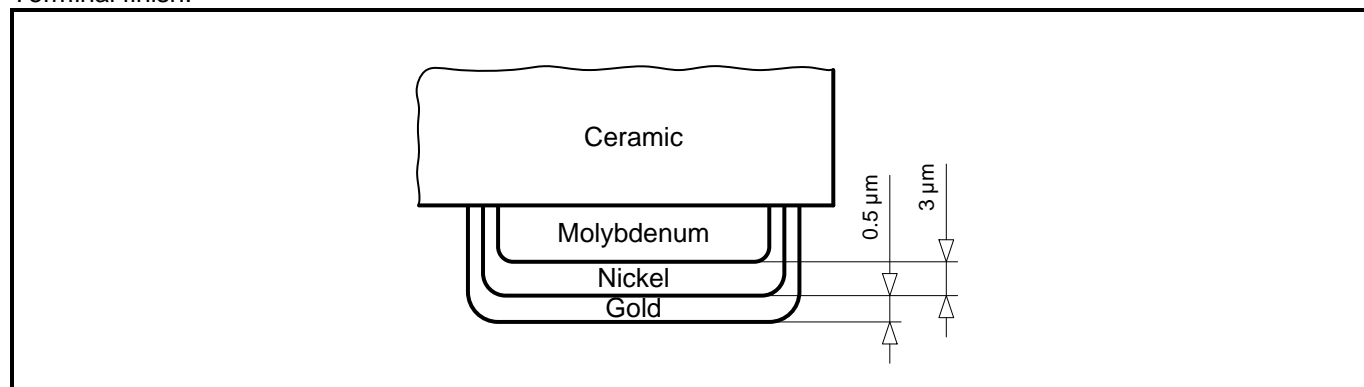 Terminal finish:
Ceramic
Molybdenum
Nickel
Gold
0.5 µm
3 µm